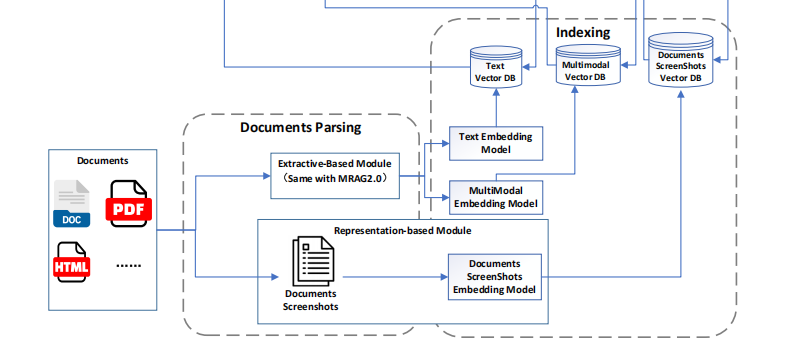 Indexing
Text
Vector DB
Multimodal
Vector DB
Documents
ScreenShots
Vector DB
Documents Parsing
Documents
DOC
PDF
HTML
......
Extractive-Based Module
(Same with MRAG2.0)
Text Embedding
Model
MultiModal
Embedding Model
Representation-based Module
Documents
Screenshots
Documents
ScreenShots
Embedding Model